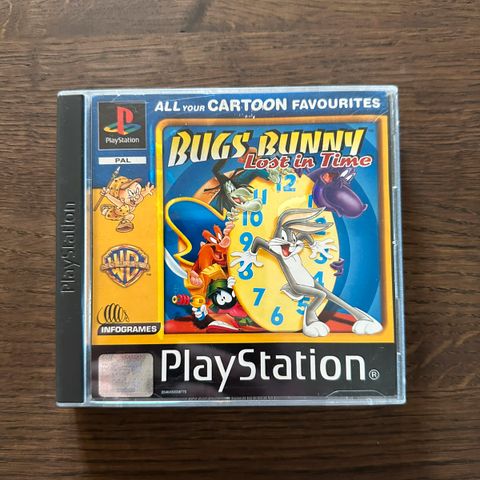 ALL YOUR CARTOON FAVOURITES
PlayStation
PAL
BUGS BUNNY
Lost in Time
12
11
10
9
8
7
6
5
4
WB
INFOGRAMES
PlayStation®
PlayStation